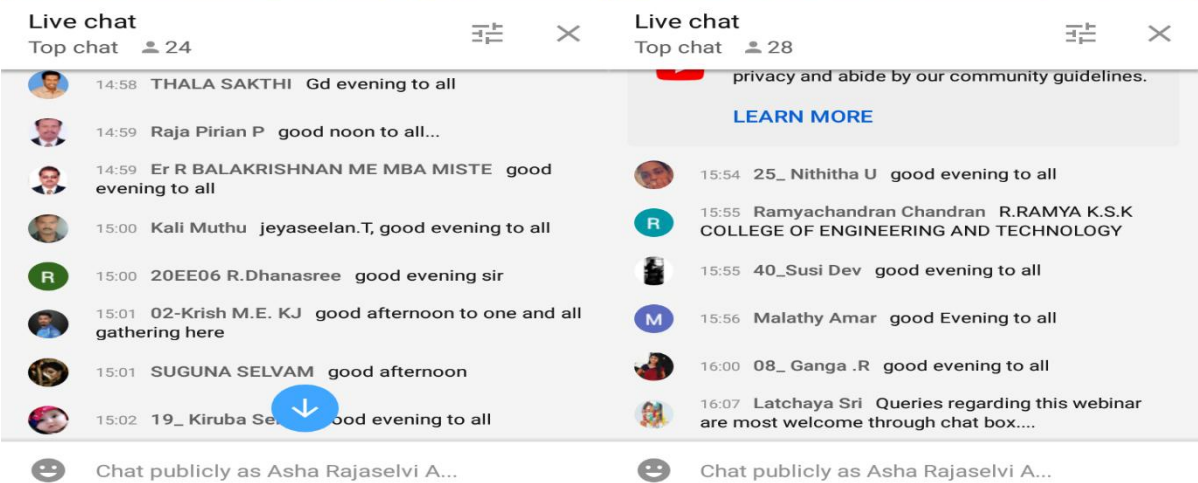 Live chat
Top chat 24
14:58 THALA SAKTHI Gd evening to all
14:59 Raja Pirian P good noon to all...
14:59 Er R BALAKRISHNAN ME MBA MISTE good
evening to all
15:00 Kali Muthu jeyaseelan.T, good evening to all
R
15:00 20EE06 R.Dhanasree good evening sir
15:01 02-Krish M.E. KJ good afternoon to one and all
gathering here
15:01 SUGUNA SELVAM good afternoon
15:02 19_ Kiruba evening to all
Chat publicly as Asha Rajaselvi A...
Live chat
Top chat 28
privacy and abide by our community guidelines.
LEARN MORE
15:54 25_ Nithitha U good evening to all
R
15:55 Ramyachandran Chandran R.RAMYA K.S.K
COLLEGE OF ENGINEERING AND TECHNOLOGY
15:55 40_Susi Dev good evening to all
M
15:56 Malathy Amar good Evening to all
16:00 08_ Ganga .R good evening to all
16:07 Latchaya Sri Queries regarding this webinar
are most welcome through chat box....
Chat publicly as Asha Rajaselvi A...